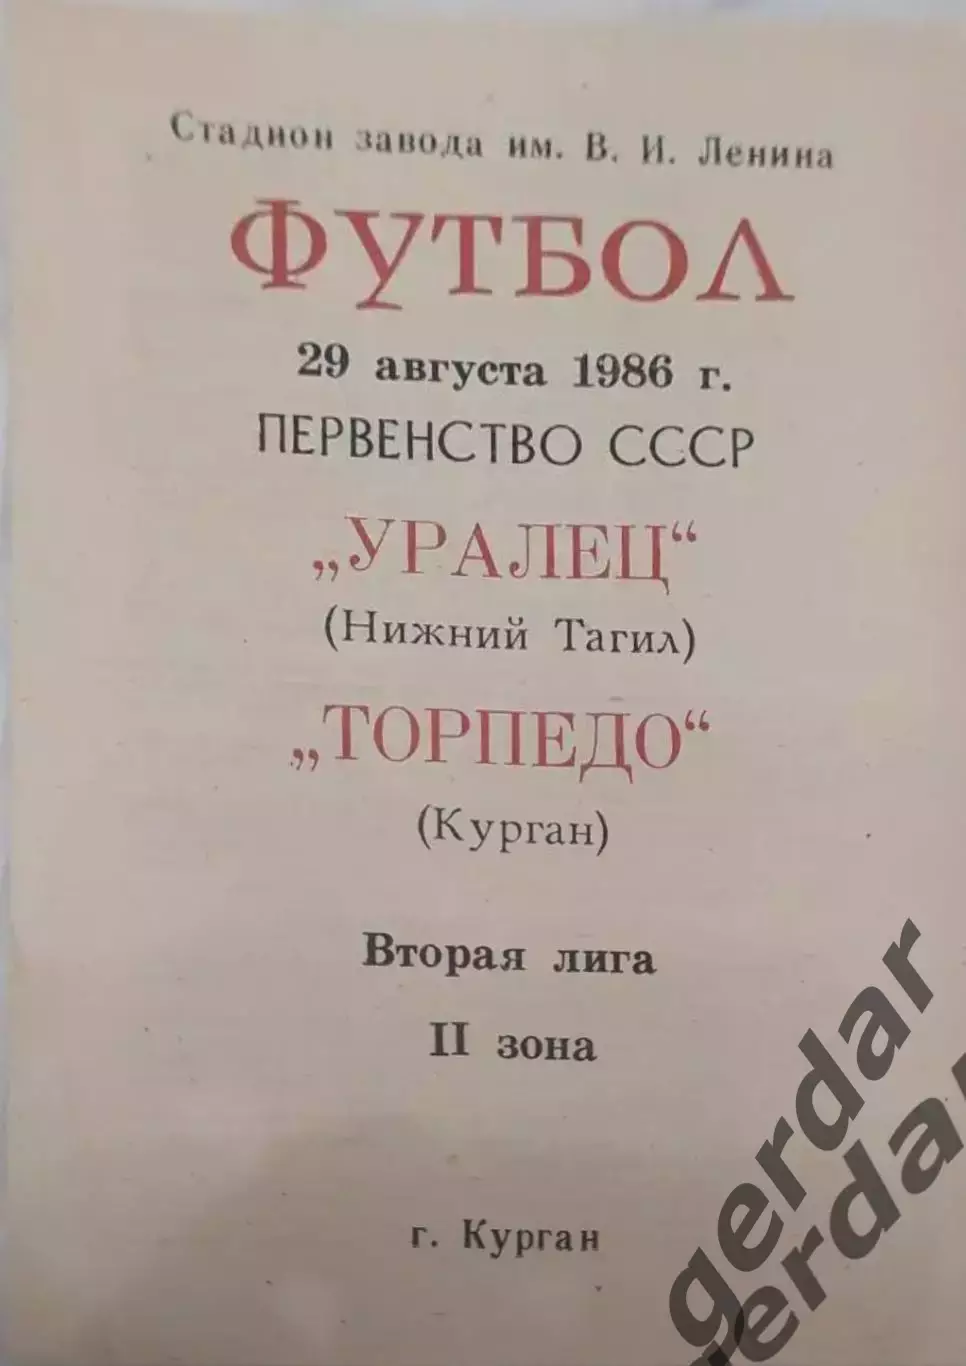 Стадион завода им. В. И. Ленина
ФУТБОЛ
29 августа 1986 г.
ПЕРВЕНСТВО СССР
„УРАЛЕЦ“
(Нижний Тагил)
„ТОРПЕДО“
(Курган)
Вторая лига
II зона
г. Курган
gerdar
gerdar